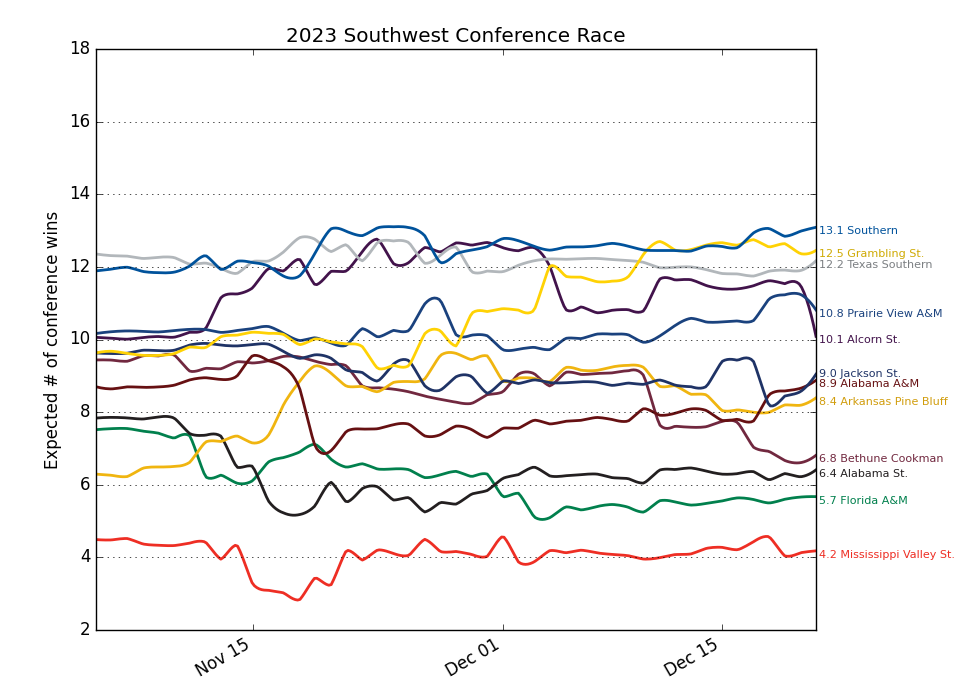 2023 Southwest Conference Race
Expected # of conference wins
18
16
14
12
10
8
6
4
2
Nov 15
Dec 01
Dec 15
13.1 Southern
12.5 Grambling St.
12.2 Texas Southern
10.8 Prairie View A&M
10.1 Alcorn St.
9.0 Jackson St.
8.9 Alabama A&M
8.4 Arkansas Pine Bluff
6.8 Bethune Cookman
6.4 Alabama St.
5.7 Florida A&M
4.2 Mississippi Valley St.